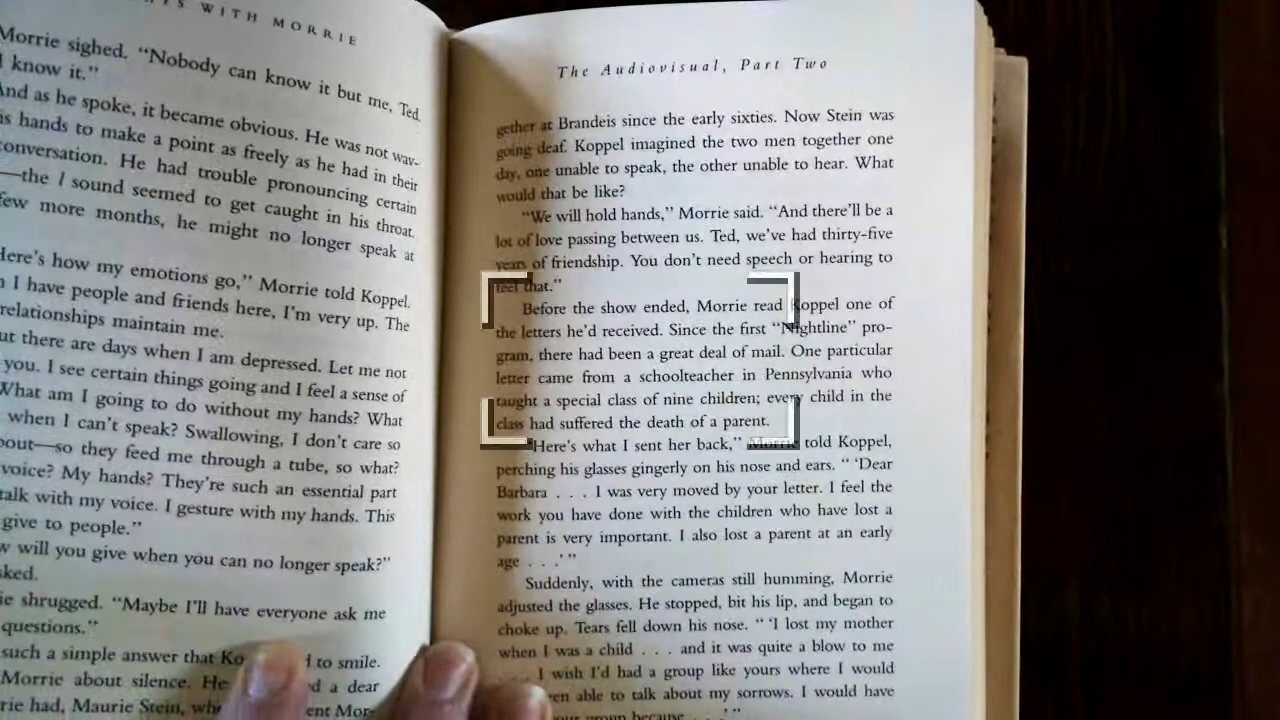 TS WITH MORRIE
Morrie sighed. “Nobody can know it but me, Ted.
I know it.”
And as he spoke, it became obvious. He was not wav-
is hands to make a point as freely as he had in their
conversation. He had trouble pronouncing certain
—the l sound seemed to get caught in his throat.
few more months, he might no longer speak at
Here’s how my emotions go,” Morrie told Koppel.
I have people and friends here, I’m very up. The
relationships maintain me.
ut there are days when I am depressed. Let me not
you. I see certain things going and I feel a sense of
What am I going to do without my hands? What
when I can’t speak? Swallowing, I don’t care so
bout—so they feed me through a tube, so what?
voice? My hands? They’re such an essential part
talk with my voice. I gesture with my hands. This
give to people.”
w will you give when you can no longer speak?”
sked.
ie shrugged. “Maybe I’ll have everyone ask me
questions.”
such a simple answer that Ko to smile.
Morrie about silence. He d a dear
rie had, Maurie Stein, wh ent Mor-
The Audiovisual, Part Two
gether at Brandeis since the early sixties. Now Stein was
going deaf. Koppel imagined the two men together one
day, one unable to speak, the other unable to hear. What
would that be like?
“We will hold hands,” Morrie said. “And there’ll be a
lot of love passing between us. Ted, we’ve had thirty-five
years of friendship. You don’t need speech or hearing to
feel that.”
Before the show ended, Morrie read Koppel one of
the letters he’d received. Since the first “Nightline” pro-
gram, there had been a great deal of mail. One particular
letter came from a schoolteacher in Pennsylvania who
taught a special class of nine children; every child in the
class had suffered the death of a parent.
“Here’s what I sent her back,” Morrie told Koppel,
perching his glasses gingerly on his nose and ears. “ ‘Dear
Barbara . . . I was very moved by your letter. I feel the
work you have done with the children who have lost a
parent is very important. I also lost a parent at an early
age . . .’ ”
Suddenly, with the cameras still humming, Morrie
adjusted the glasses. He stopped, bit his lip, and began to
choke up. Tears fell down his nose. “ ‘I lost my mother
when I was a child . . . and it was quite a blow to me
I wish I’d had a group like yours where I would
en able to talk about my sorrows. I would have
your group because . . .’ ”